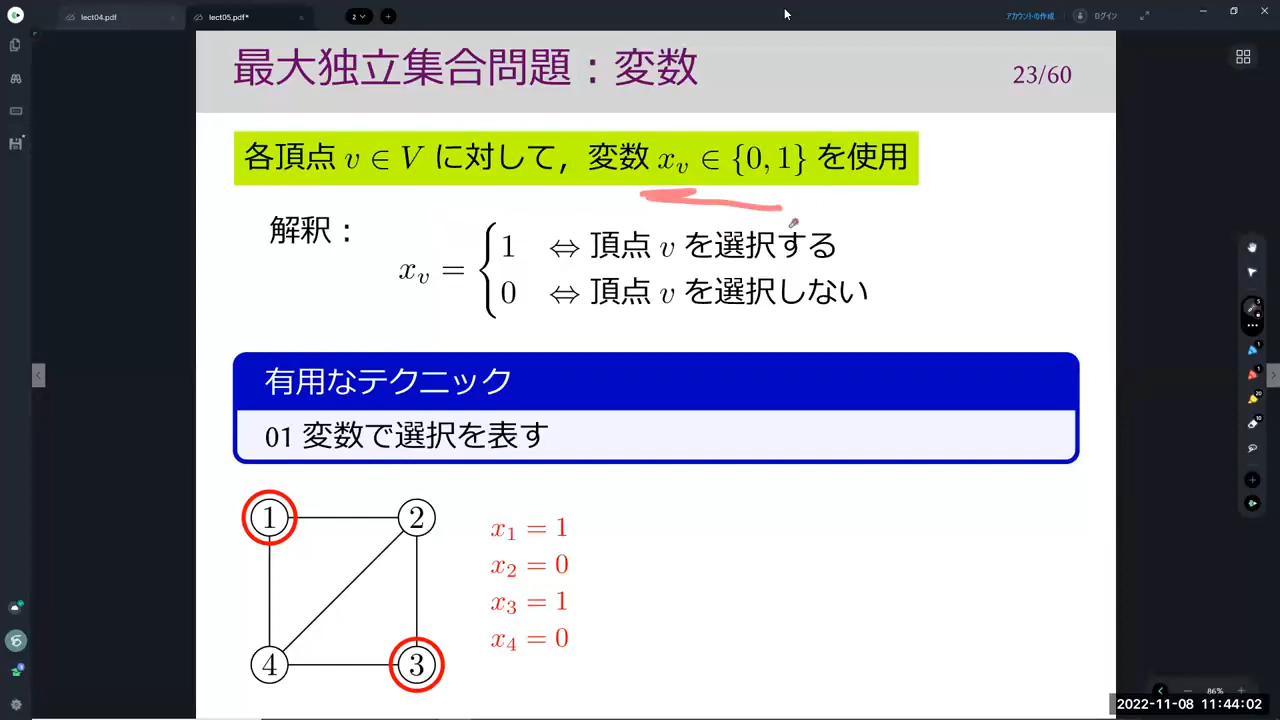 lect04.pdf
lect05.pdf*
2
アカウントの作成
ログイン
最大独立集合問題：変数
23/60
各頂点 v ∈ V に対して，変数 x_v ∈ {0, 1} を使用
解釈：
x_v = { 1 ⇔ 頂点 v を選択する
0 ⇔ 頂点 v を選択しない
有用なテクニック
01 変数で選択を表す
1 2
x_1 = 1
x_2 = 0
x_3 = 1
x_4 = 0
4 3
86%
2022-11-08 11:44:02